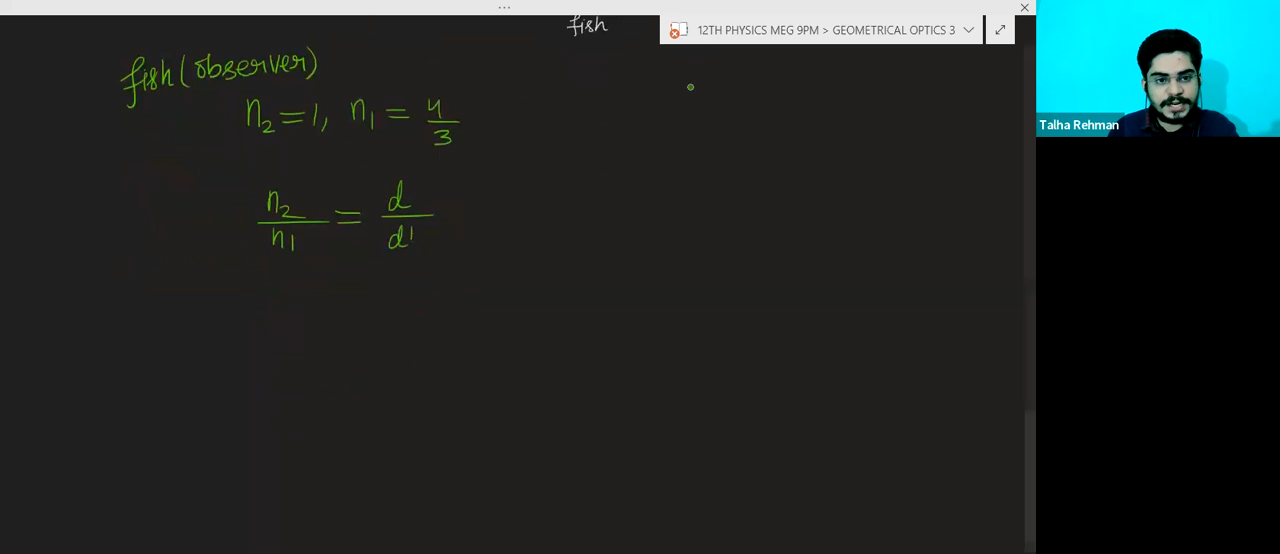 fish
12TH PHYSICS MEG 9PM > GEOMETRICAL OPTICS 3
fish (observer)
n₂ = 1, n₁ = 4/3
n₂/n₁ = d/d'
Talha Rehman